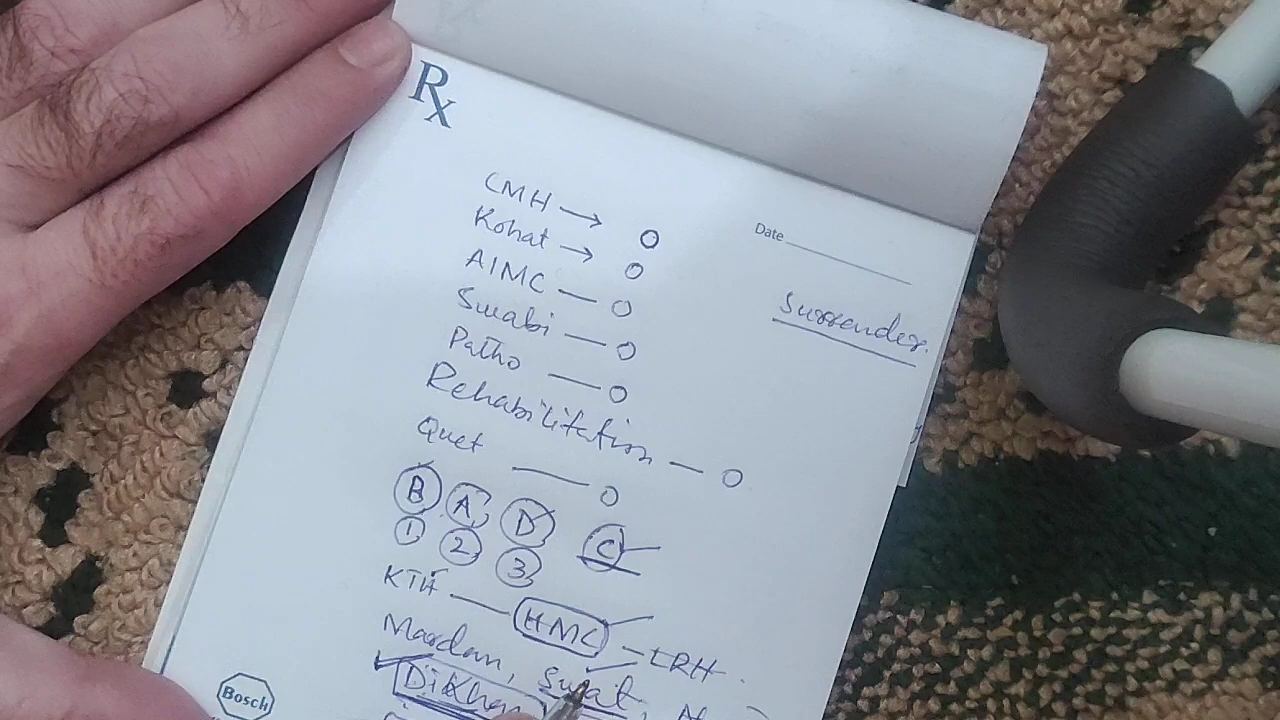 Rx
Date
Surrender.
CMH → O
Kohat → O
AIMC — O
Swabi — O
Patho — O
Rehabilitation — O
Quet — O
B A D C
1 2 3
KTH — HMC — LRH.
Mardan, Swat,
DiKhan
Bosch